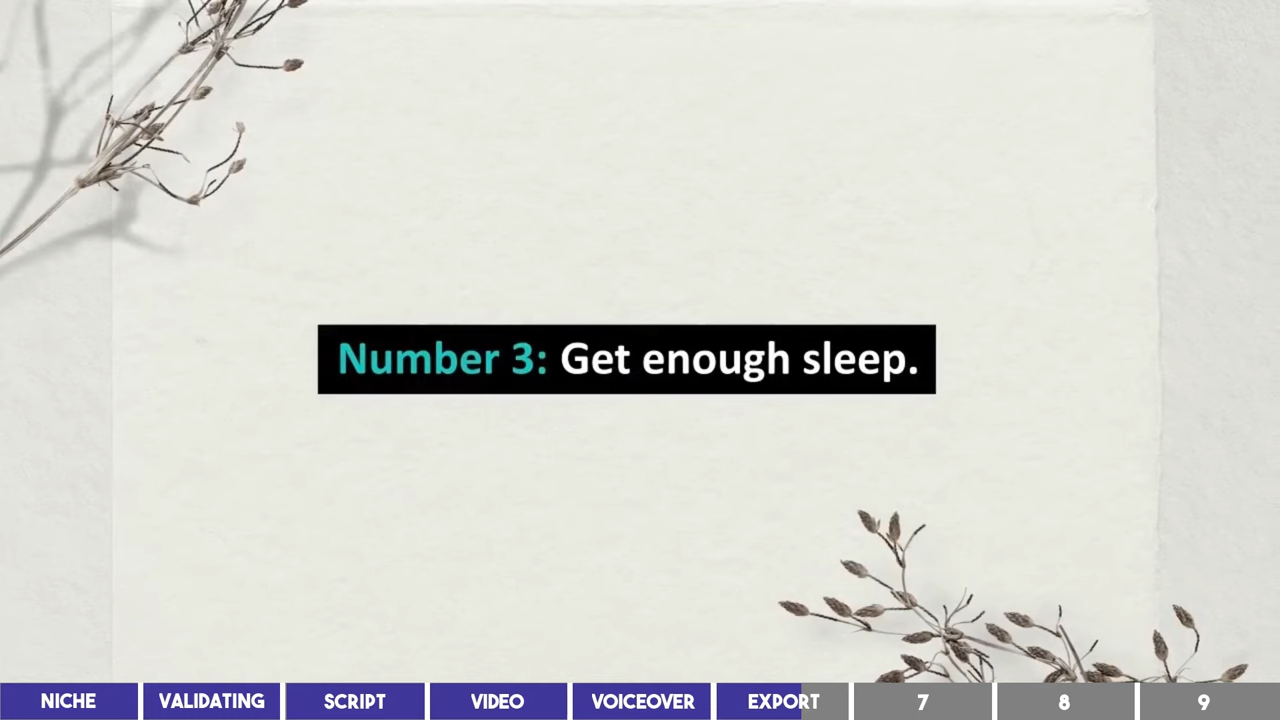 Number 3: Get enough sleep.
NICHE VALIDATING SCRIPT VIDEO VOICEOVER EXPORT 7 8 9